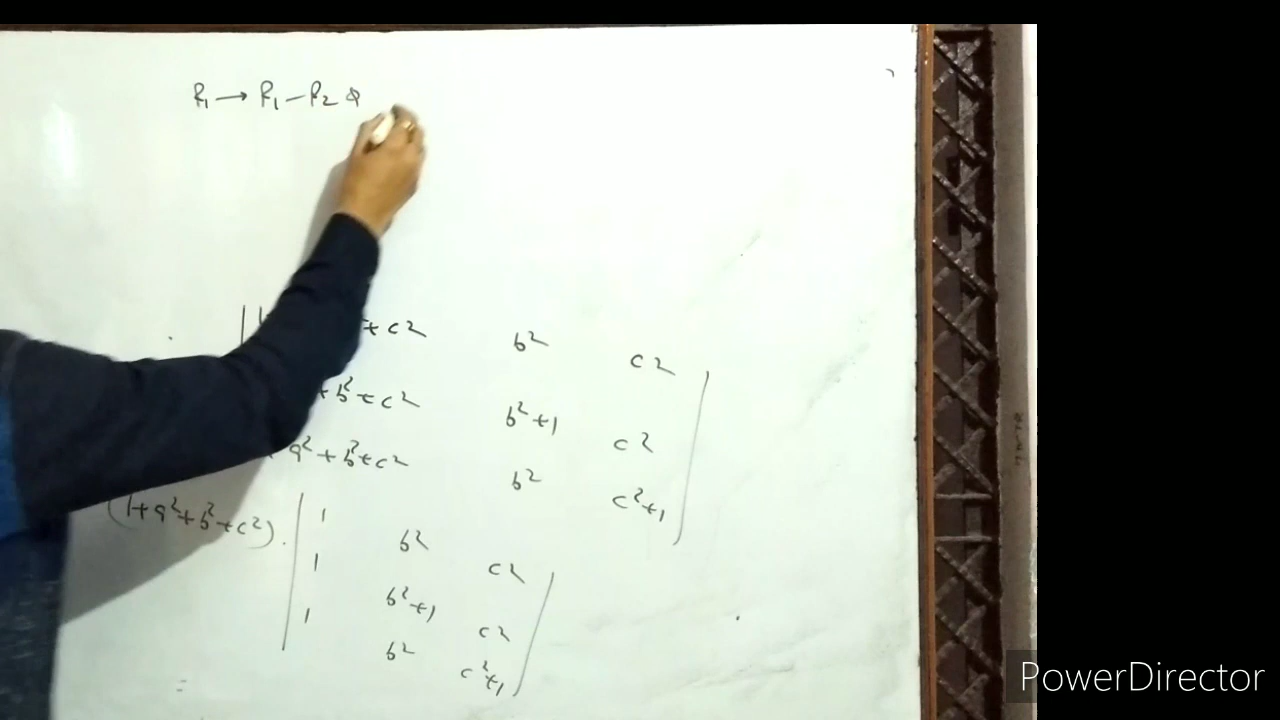 R₁ → R₁ – R₂ &
+ c² b² c²
+ b² + c² b² + 1 c²
a² + b² + c² b² c² + 1
(1 + a² + b² + c²) . | 1 b² c² |
1 b² + 1 c²
1 b² c² + 1
=
PowerDirector